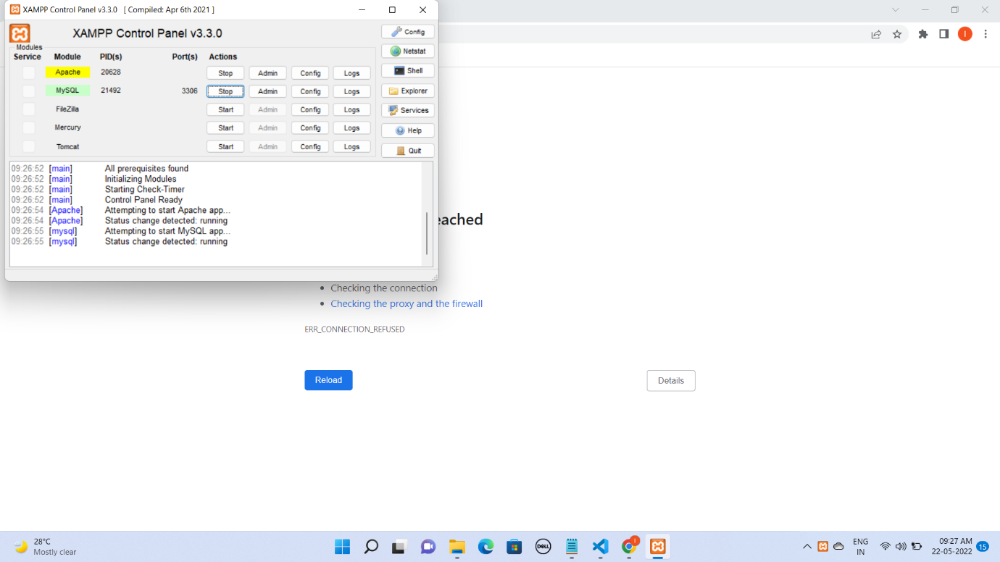 XAMPP Control Panel v3.3.0 [ Compiled: Apr 6th 2021 ]
XAMPP Control Panel v3.3.0
Config
Netstat
Shell
Explorer
Services
Help
Quit
Modules
Service Module PID(s) Port(s) Actions
Apache 20628 Stop Admin Config Logs
MySQL 21492 3306 Stop Admin Config Logs
FileZilla Start Admin Config Logs
Mercury Start Admin Config Logs
Tomcat Start Admin Config Logs
09:26:52 [main] All prerequisites found
09:26:52 [main] Initializing Modules
09:26:52 [main] Starting Check-Timer
09:26:52 [main] Control Panel Ready
09:26:54 [Apache] Attempting to start Apache app...
09:26:54 [Apache] Status change detected: running
09:26:55 [mysql] Attempting to start MySQL app...
09:26:55 [mysql] Status change detected: running
I
eached
• Checking the connection
• Checking the proxy and the firewall
ERR_CONNECTION_REFUSED
Reload
Details
28°C
Mostly clear
DELL
ENG
IN
09:27 AM
22-05-2022
15